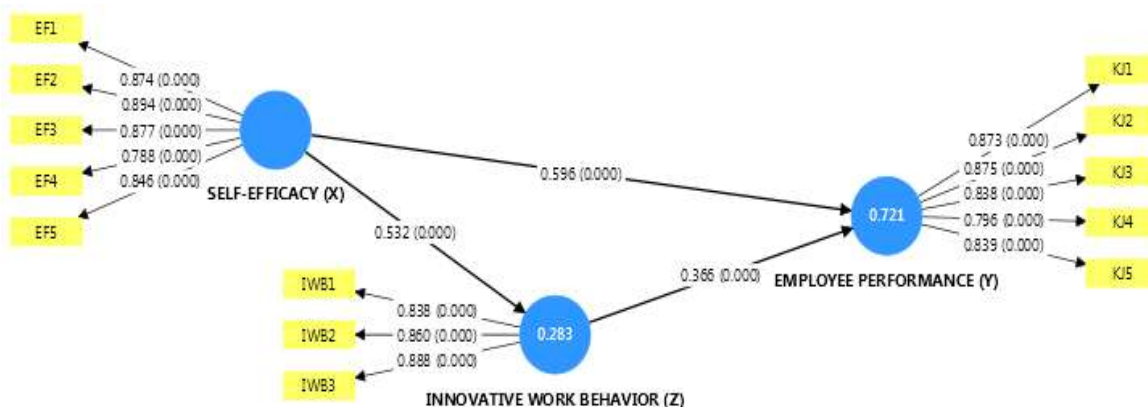 EF1
EF2
EF3
EF4
EF5
0.874 (0.000)
0.894 (0.000)
0.877 (0.000)
0.788 (0.000)
0.846 (0.000)
SELF-EFFICACY (X)
0.596 (0.000)
0.532 (0.000)
0.366 (0.000)
IWB1
IWB2
IWB3
0.838 (0.000)
0.860 (0.000)
0.888 (0.000)
0.283
INNOVATIVE WORK BEHAVIOR (Z)
0.721
EMPLOYEE PERFORMANCE (Y)
0.873 (0.000)
0.875 (0.000)
0.838 (0.000)
0.796 (0.000)
0.839 (0.000)
KJ1
KJ2
KJ3
KJ4
KJ5